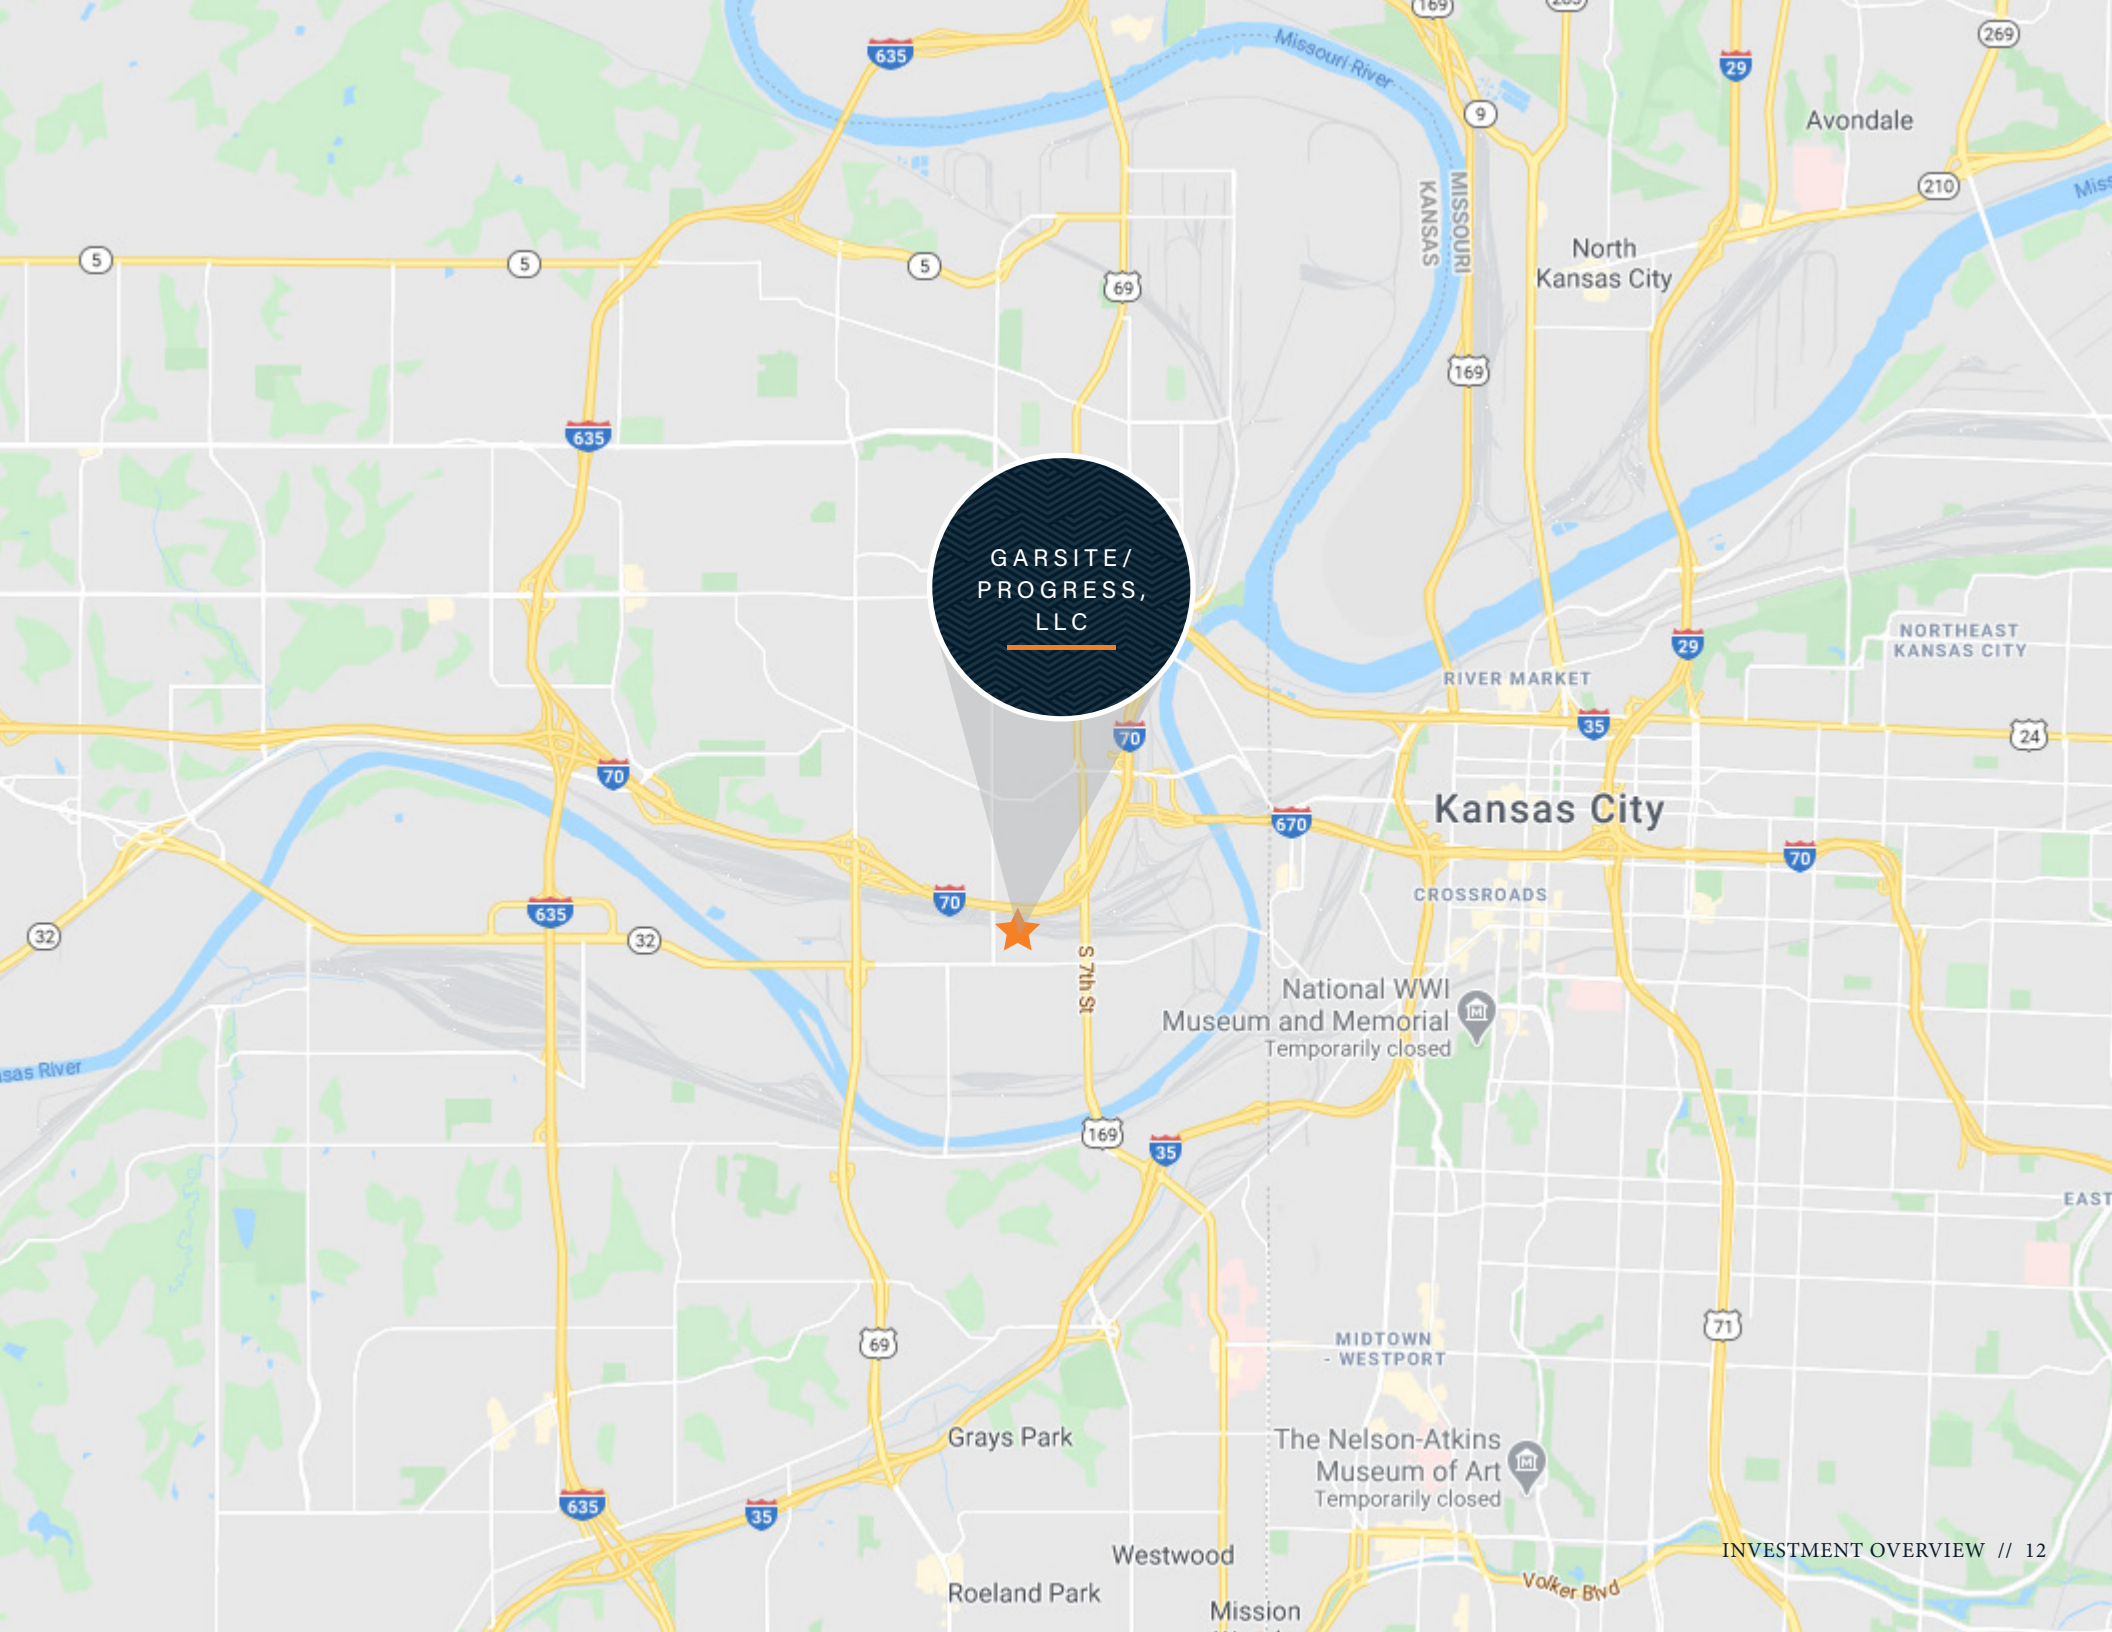 169
635
Missouri River
29
269
9
Avondale
210
MISSOURI
KANSAS
North
Kansas City
5
5
5
69
169
635
GARSITE/
PROGRESS,
LLC
NORTHEAST
KANSAS CITY
29
RIVER MARKET
70
35
24
70
Kansas City
670
70
CROSSROADS
70
635
32
32
S 7th St
National WWI
Museum and Memorial
Temporarily closed
169
35
EAST
71
MIDTOWN
- WESTPORT
69
Grays Park
The Nelson-Atkins
Museum of Art
Temporarily closed
635
35
Westwood
INVESTMENT OVERVIEW // 12
Volker Blvd
Roeland Park
Mission